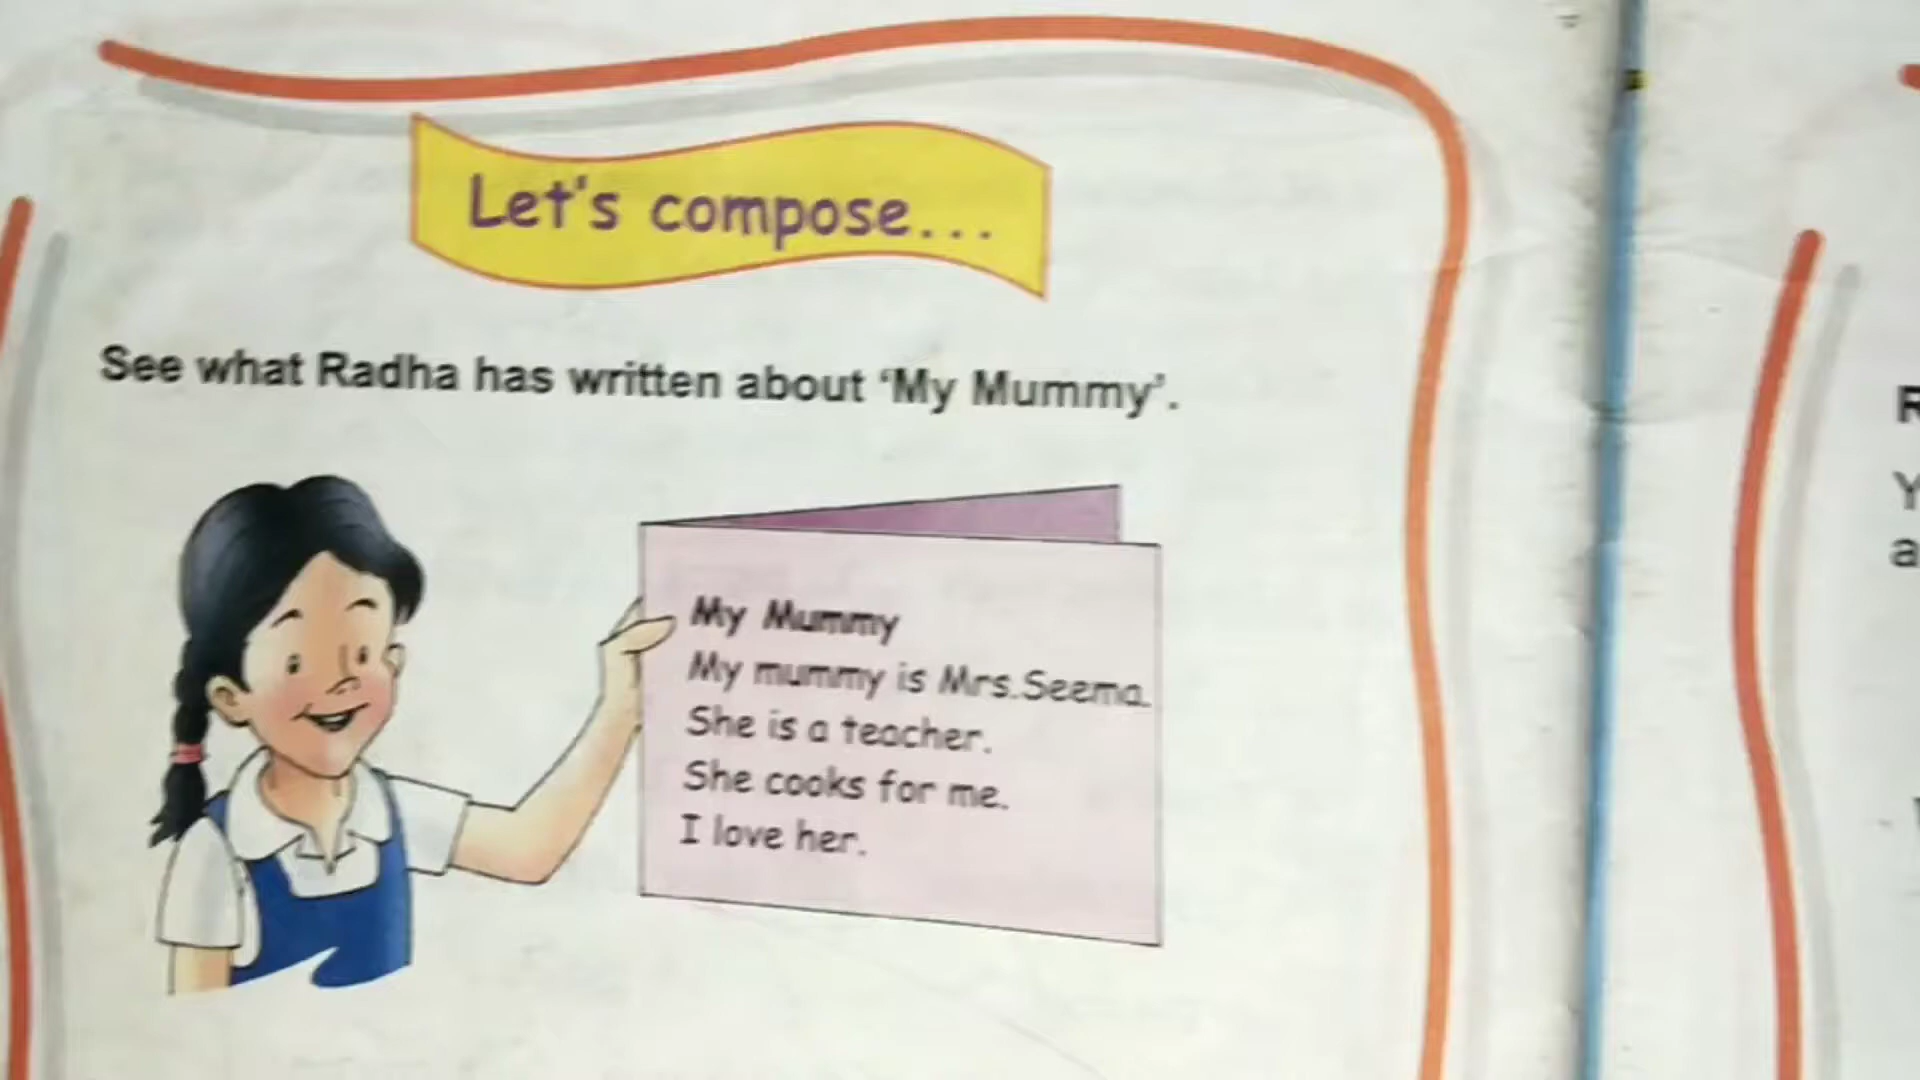 Let's compose...
See what Radha has written about ‘My Mummy’.
My Mummy
My mummy is Mrs.Seema.
She is a teacher.
She cooks for me.
I love her.
R
Y
a